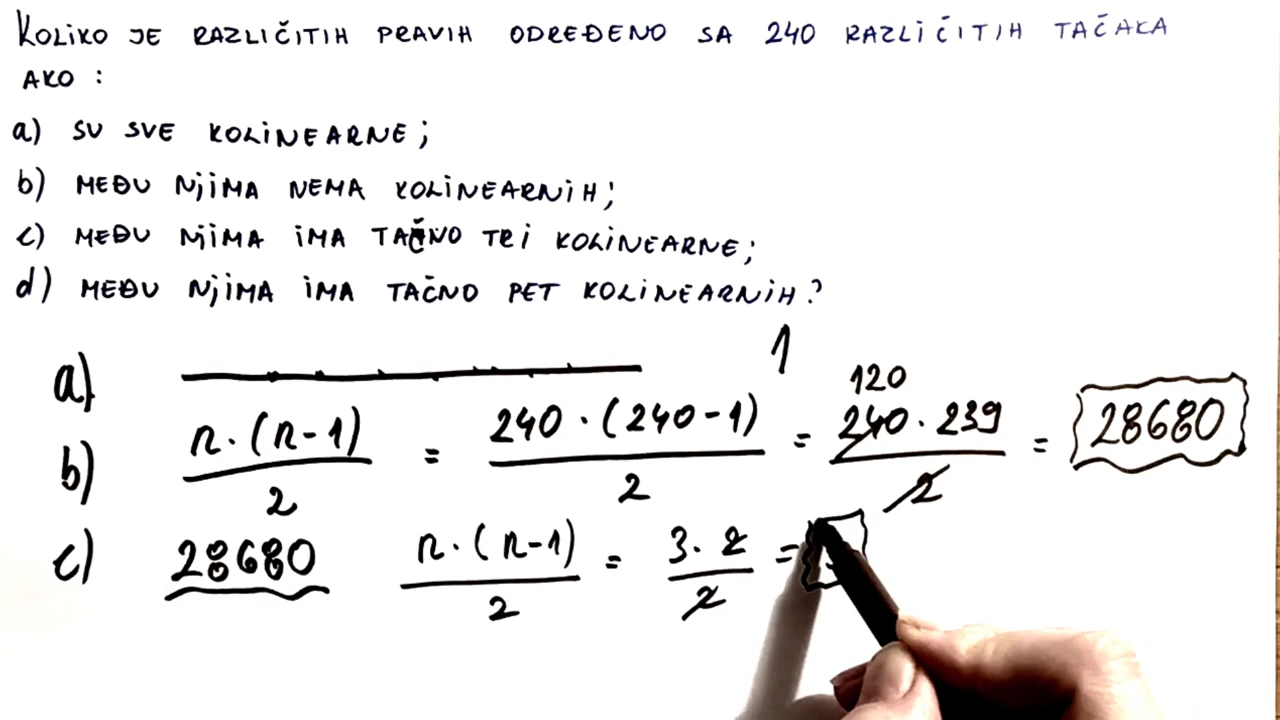 KOLIKO JE RAZLIČITIH PRAVIH ODREĐENO SA 240 RAZLIČITIH TAČAKA
AKO :
a) SU SVE KOLINEARNE;
b) MEĐU NJIMA NEMA KOLINEARNIH;
c) MEĐU NJIMA IMA TAČNO TRI KOLINEARNE;
d) MEĐU NJIMA IMA TAČNO PET KOLINEARNIH?
a) 1
b) n·(n-1)/2 = 240·(240-1)/2 = 240·239/2 = 28680
120
c) 28680 n·(n-1)/2 = 3·2/2 =